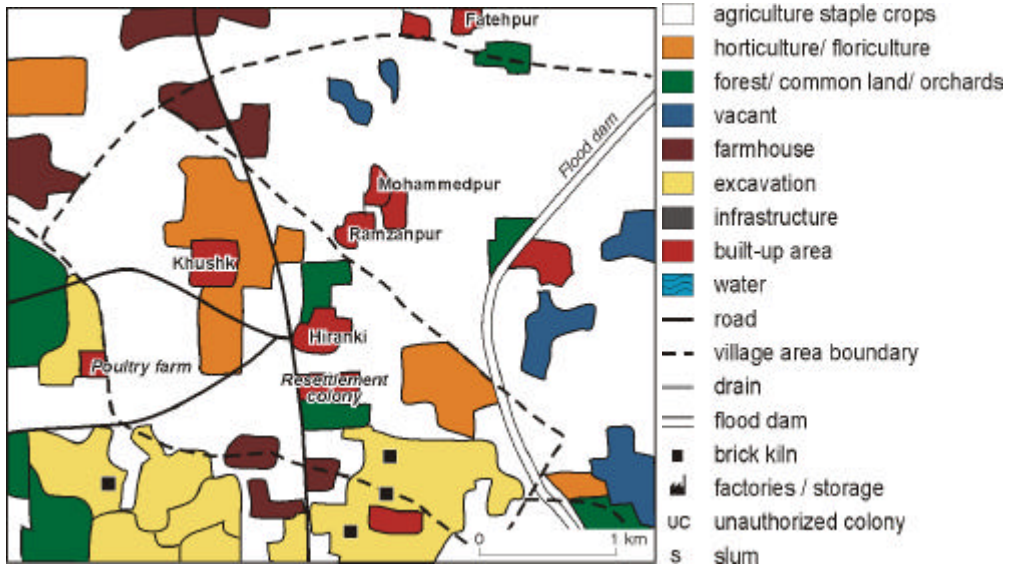 Fatehpur
Flood dam
Mohammedpur
Ramzanpur
Khushk
Hiranki
Poultry farm
Resettlement
colony
0
1 km
agriculture staple crops
horticulture/ floriculture
forest/ common land/ orchards
vacant
farmhouse
excavation
infrastructure
built-up area
water
road
village area boundary
drain
flood dam
brick kiln
factories / storage
UC unauthorized colony
S slum